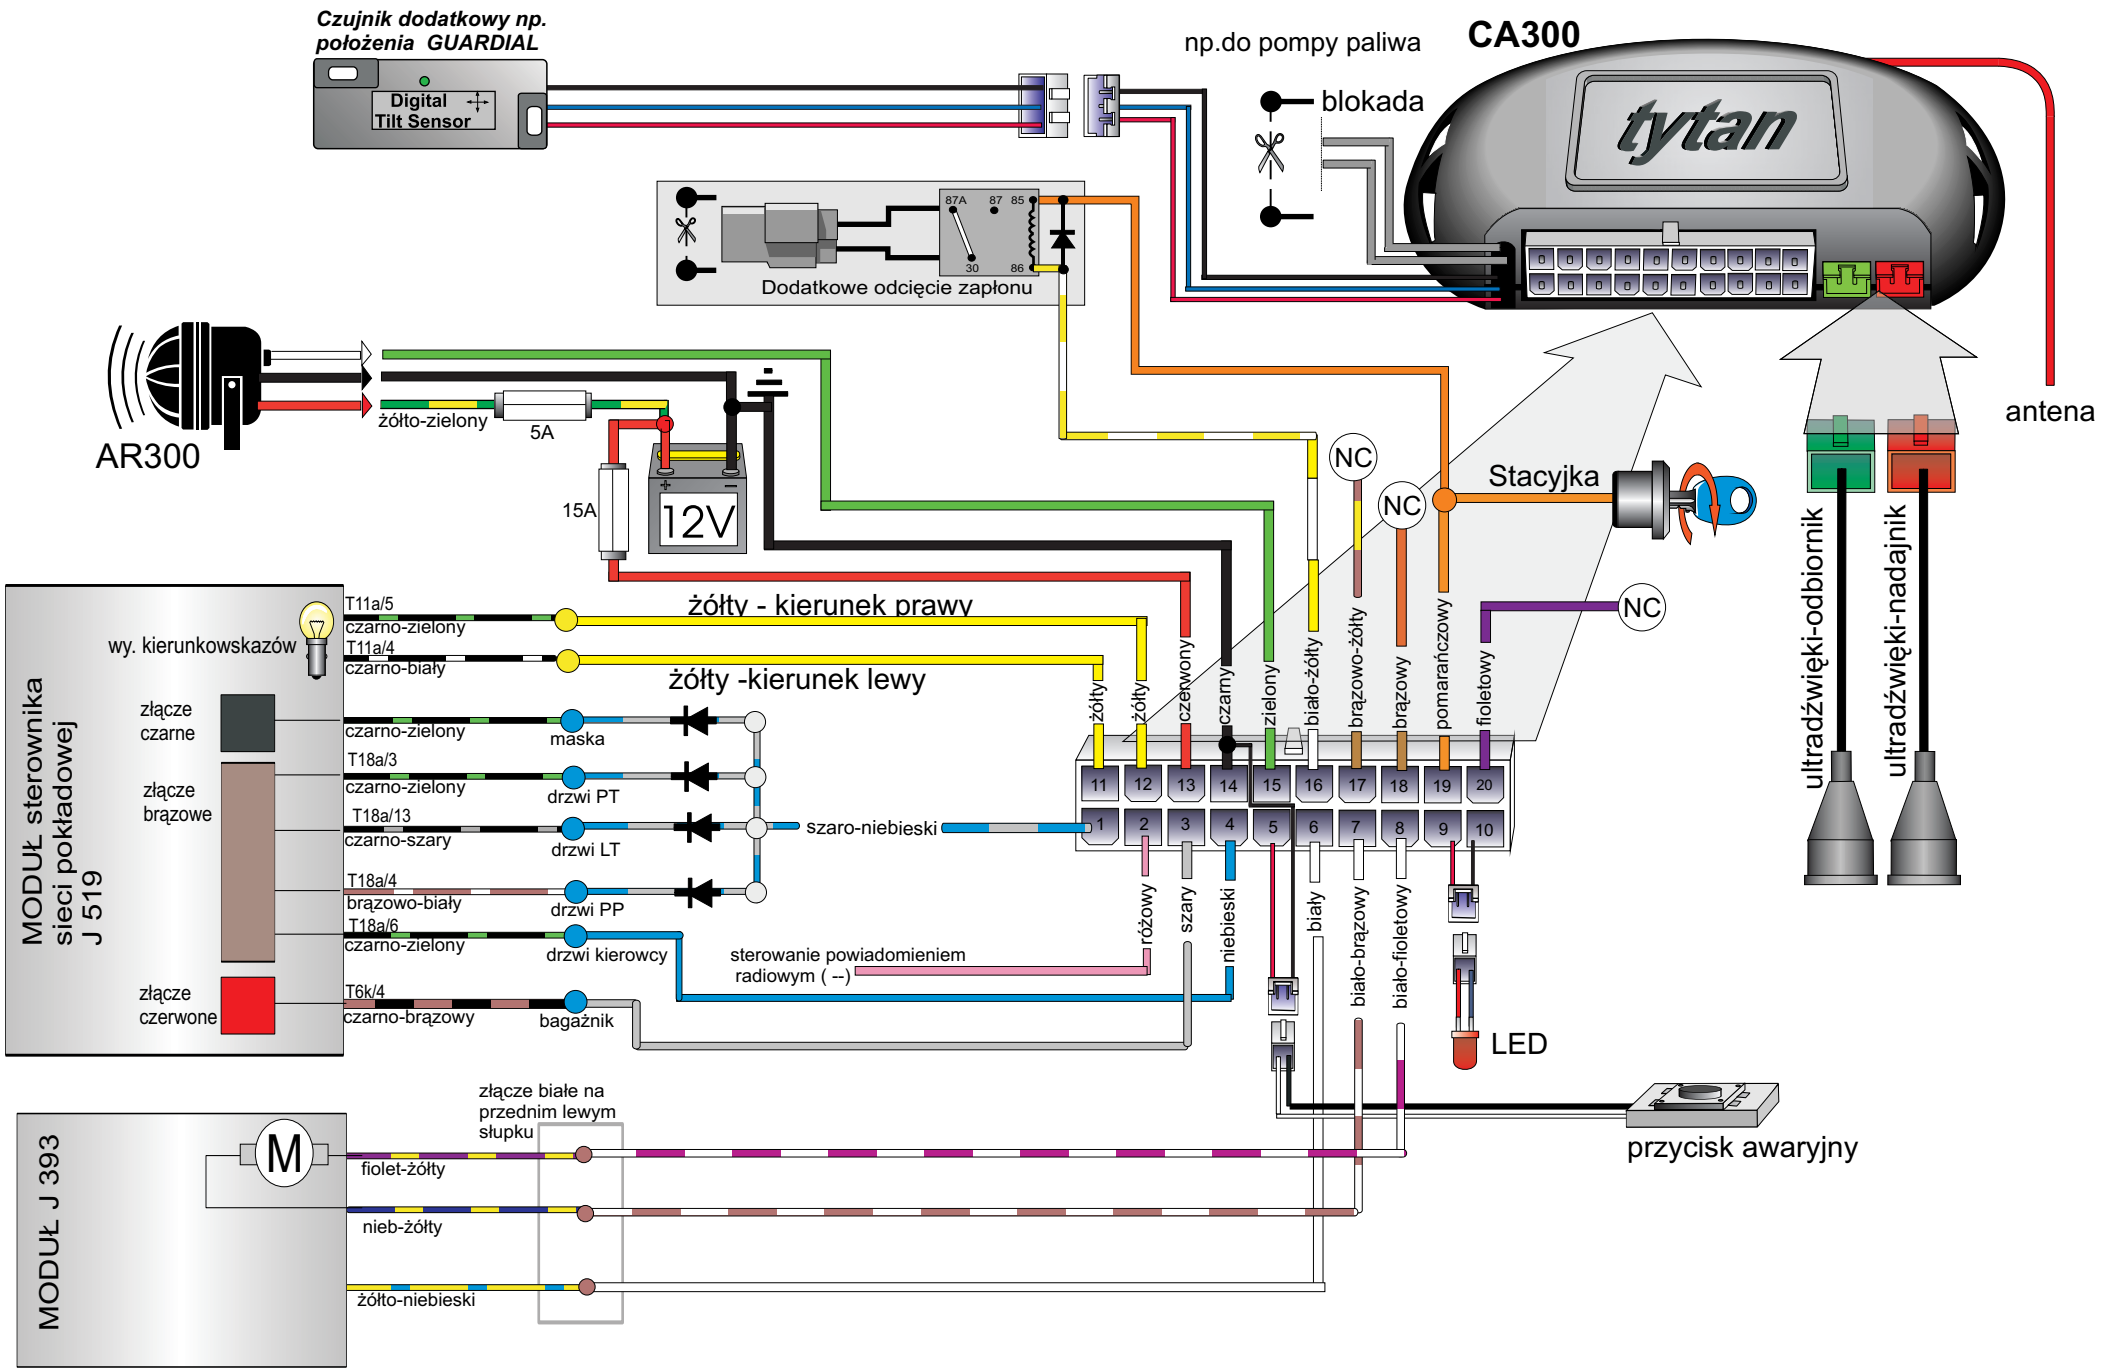 Czujnik dodatkowy np.
położenia GUARDIAL
Digital
Tilt Sensor
np.do pompy paliwa
CA300
blokada
tytan
87A
87
85
30
86
Dodatkowe odcięcie zapłonu
antena
AR300
żółto-zielony
5A
15A
+
−
12V
NC
NC
Stacyjka
NC
ultradźwięki-odbiornik
ultradźwięki-nadajnik
MODUŁ sterownika
sieci pokładowej
J 519
wy. kierunkowskazów
T11a/5
czarno-zielony
T11a/4
czarno-biały
żółty - kierunek prawy
żółty -kierunek lewy
złącze
czarne
czarno-zielony
maska
T18a/3
czarno-zielony
drzwi PT
złącze
brązowe
T18a/13
czarno-szary
drzwi LT
szaro-niebieski
T18a/4
brązowo-biały
drzwi PP
T18a/6
czarno-zielony
drzwi kierowcy
złącze
czerwone
T6k/4
czarno-brązowy
bagażnik
sterowanie powiadomieniem
radiowym ( --)
żółty
żółty
czerwony
czarny
zielony
biało-żółty
brązowo-żółty
brązowy
pomarańczowy
fioletowy
11
12
13
14
15
16
17
18
19
20
1
2
3
4
5
6
7
8
9
10
różowy
szary
niebieski
biały
biało-brązowy
biało-fioletowy
LED
przycisk awaryjny
MODUŁ J 393
M
złącze białe na
przednim lewym
słupku
fiolet-żółty
nieb-żółty
żółto-niebieski